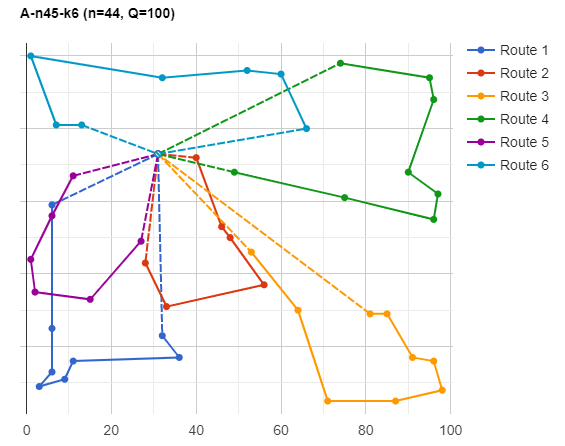 A-n45-k6 (n=44, Q=100)
Route 1
Route 2
Route 3
Route 4
Route 5
Route 6
0 20 40 60 80 100